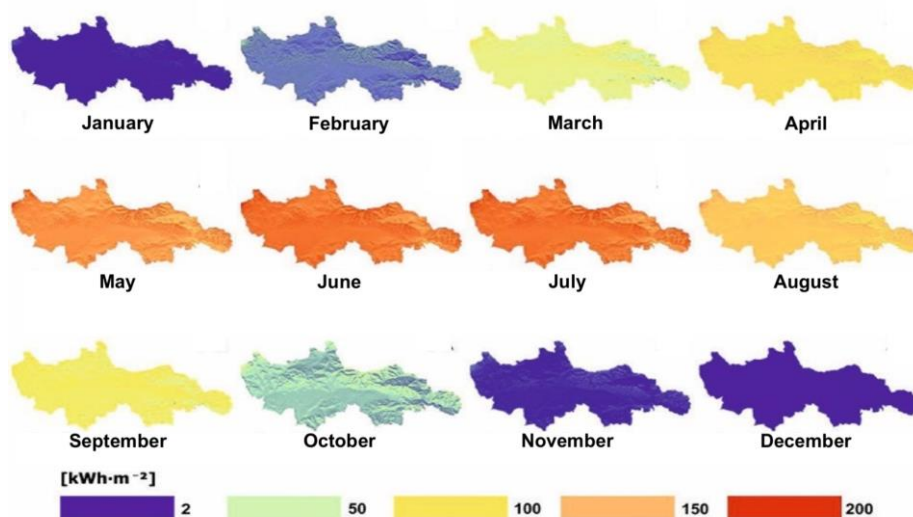 January February March April
May June July August
September October November December
[kWh·m⁻²]
2 50 100 150 200